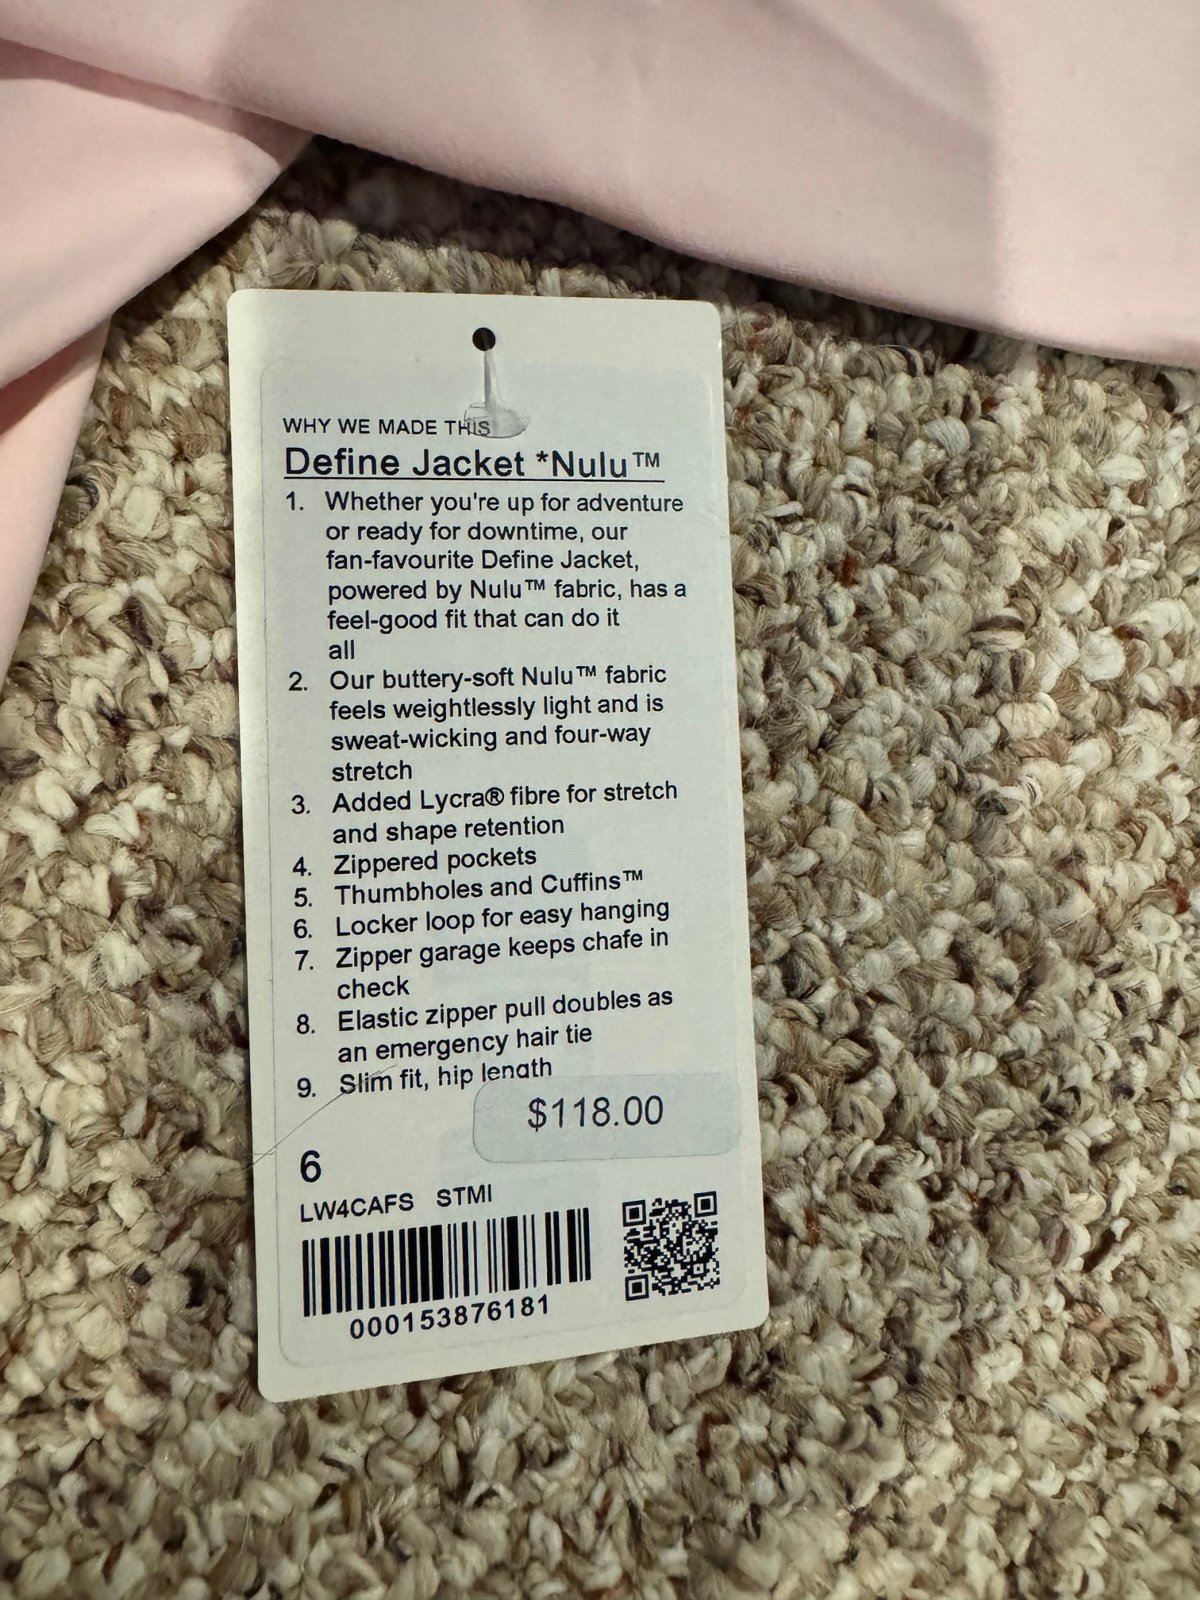 WHY WE MADE THIS
Define Jacket *Nulu™
1. Whether you're up for adventure
or ready for downtime, our
fan-favourite Define Jacket,
powered by Nulu™ fabric, has a
feel-good fit that can do it
all
2. Our buttery-soft Nulu™ fabric
feels weightlessly light and is
sweat-wicking and four-way
stretch
3. Added Lycra® fibre for stretch
and shape retention
4. Zippered pockets
5. Thumbholes and Cuffins™
6. Locker loop for easy hanging
7. Zipper garage keeps chafe in
check
8. Elastic zipper pull doubles as
an emergency hair tie
9. Slim fit, hip length
$118.00
6
LW4CAFS STMI
000153876181